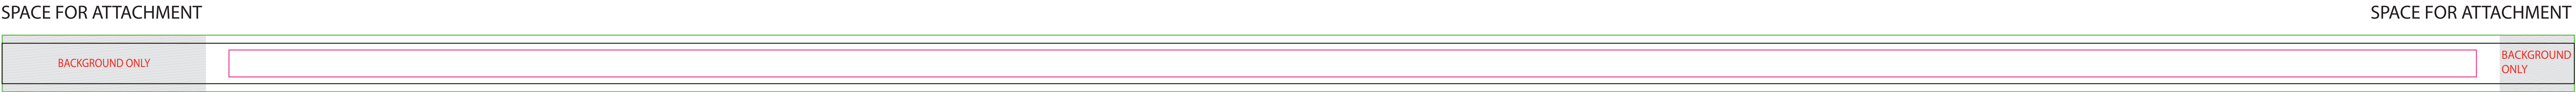 SPACE FOR ATTACHMENT
SPACE FOR ATTACHMENT
BACKGROUND ONLY
BACKGROUND
ONLY